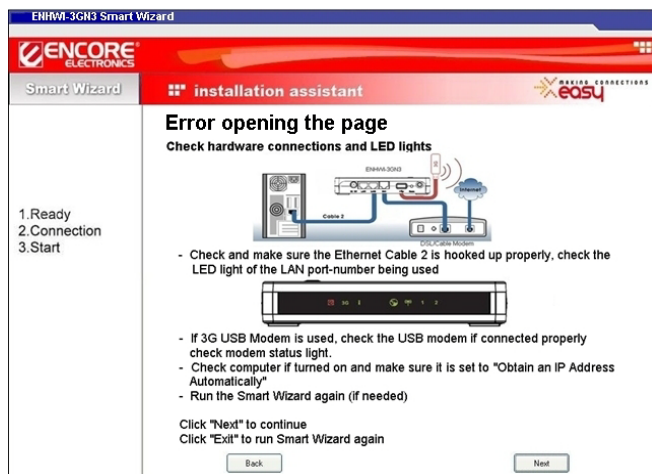 ENHWI-3GN3 Smart Wizard
ENCORE
ELECTRONICS
Smart Wizard
installation assistant
MAKING CONNECTIONS
easy
Error opening the page
Check hardware connections and LED lights
ENHWI-3GN3
Internet
Cable 2
DSL/Cable Modem
1.Ready
2.Connection
3.Start
- Check and make sure the Ethernet Cable 2 is hooked up properly, check the
LED light of the LAN port-number being used
3G
1 2
- If 3G USB Modem is used, check the USB modem if connected properly
check modem status light.
- Check computer if turned on and make sure it is set to "Obtain an IP Address
Automatically"
- Run the Smart Wizard again (if needed)
Click "Next" to continue
Click "Exit" to run Smart Wizard again
Back
Next